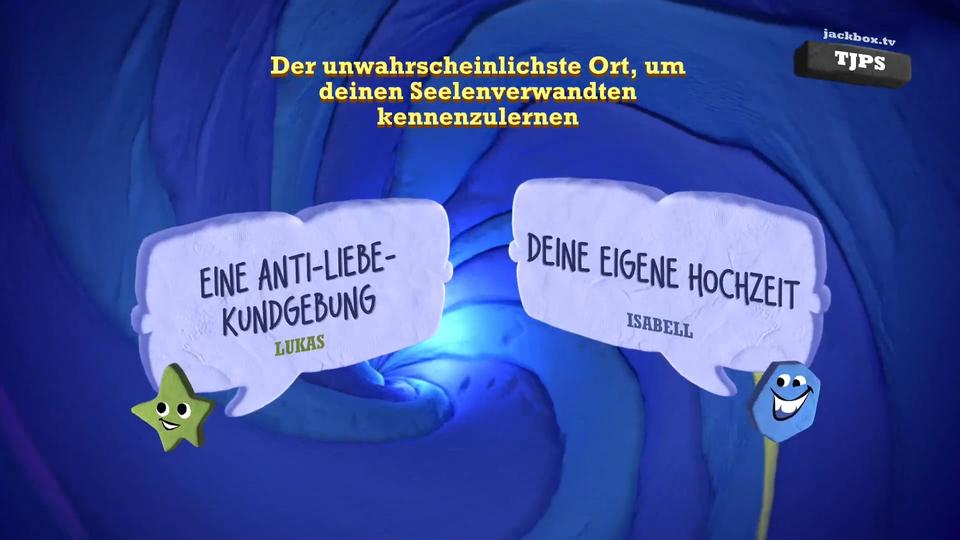 jackbox.tv
TJPS
Der unwahrscheinlichste Ort, um
deinen Seelenverwandten
kennenzulernen
EINE ANTI-LIEBE-
KUNDGEBUNG
LUKAS
DEINE EIGENE HOCHZEIT
ISABELL